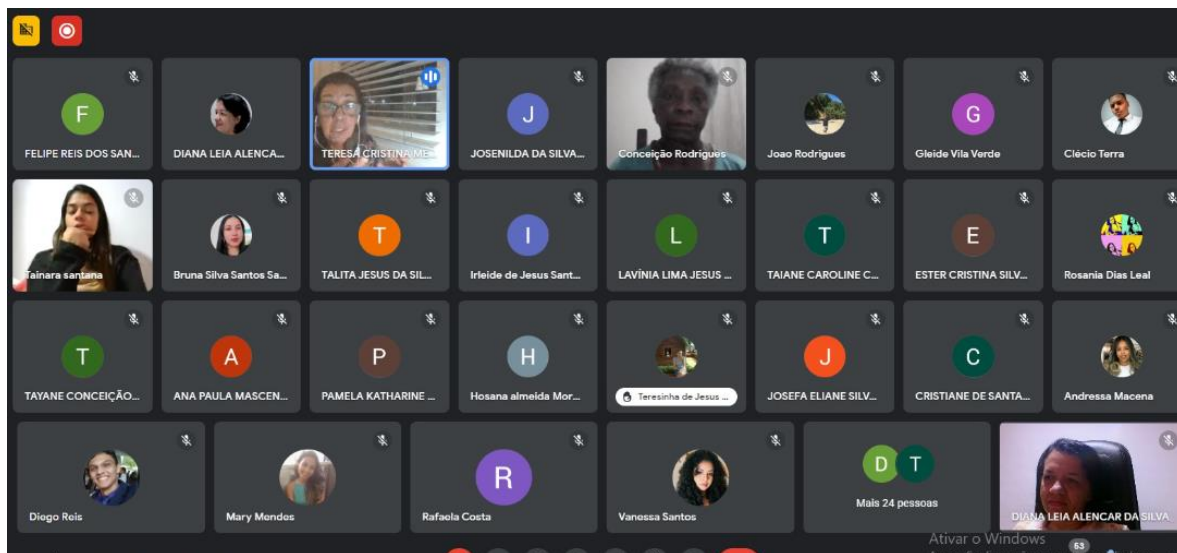 F
FELIPE REIS DOS SAN...
DIANA LEIA ALENCA...
TERESA CRISTINA ME...
J
JOSENILDA DA SILVA...
Conceição Rodrigues
Joao Rodrigues
G
Gleide Vila Verde
Clécio Terra
Tainara santana
Bruna Silva Santos Sa...
T
TALITA JESUS DA SIL...
I
Irleide de Jesus Sant...
L
LAVÍNIA LIMA JESUS ...
T
TAIANE CAROLINE C...
E
ESTER CRISTINA SILV...
Rosania Dias Leal
T
TAYANE CONCEIÇÃO...
A
ANA PAULA MASCEN...
P
PAMELA KATHARINE ...
H
Hosana almeida Mor...
Teresinha de Jesus ...
J
JOSEFA ELIANE SILV...
C
CRISTIANE DE SANTA...
Andressa Macena
Diego Reis
Mary Mendes
R
Rafaela Costa
Vanessa Santos
D T
Mais 24 pessoas
DIANA LEIA ALENCAR DA SILVA
Ativar o Windows
53